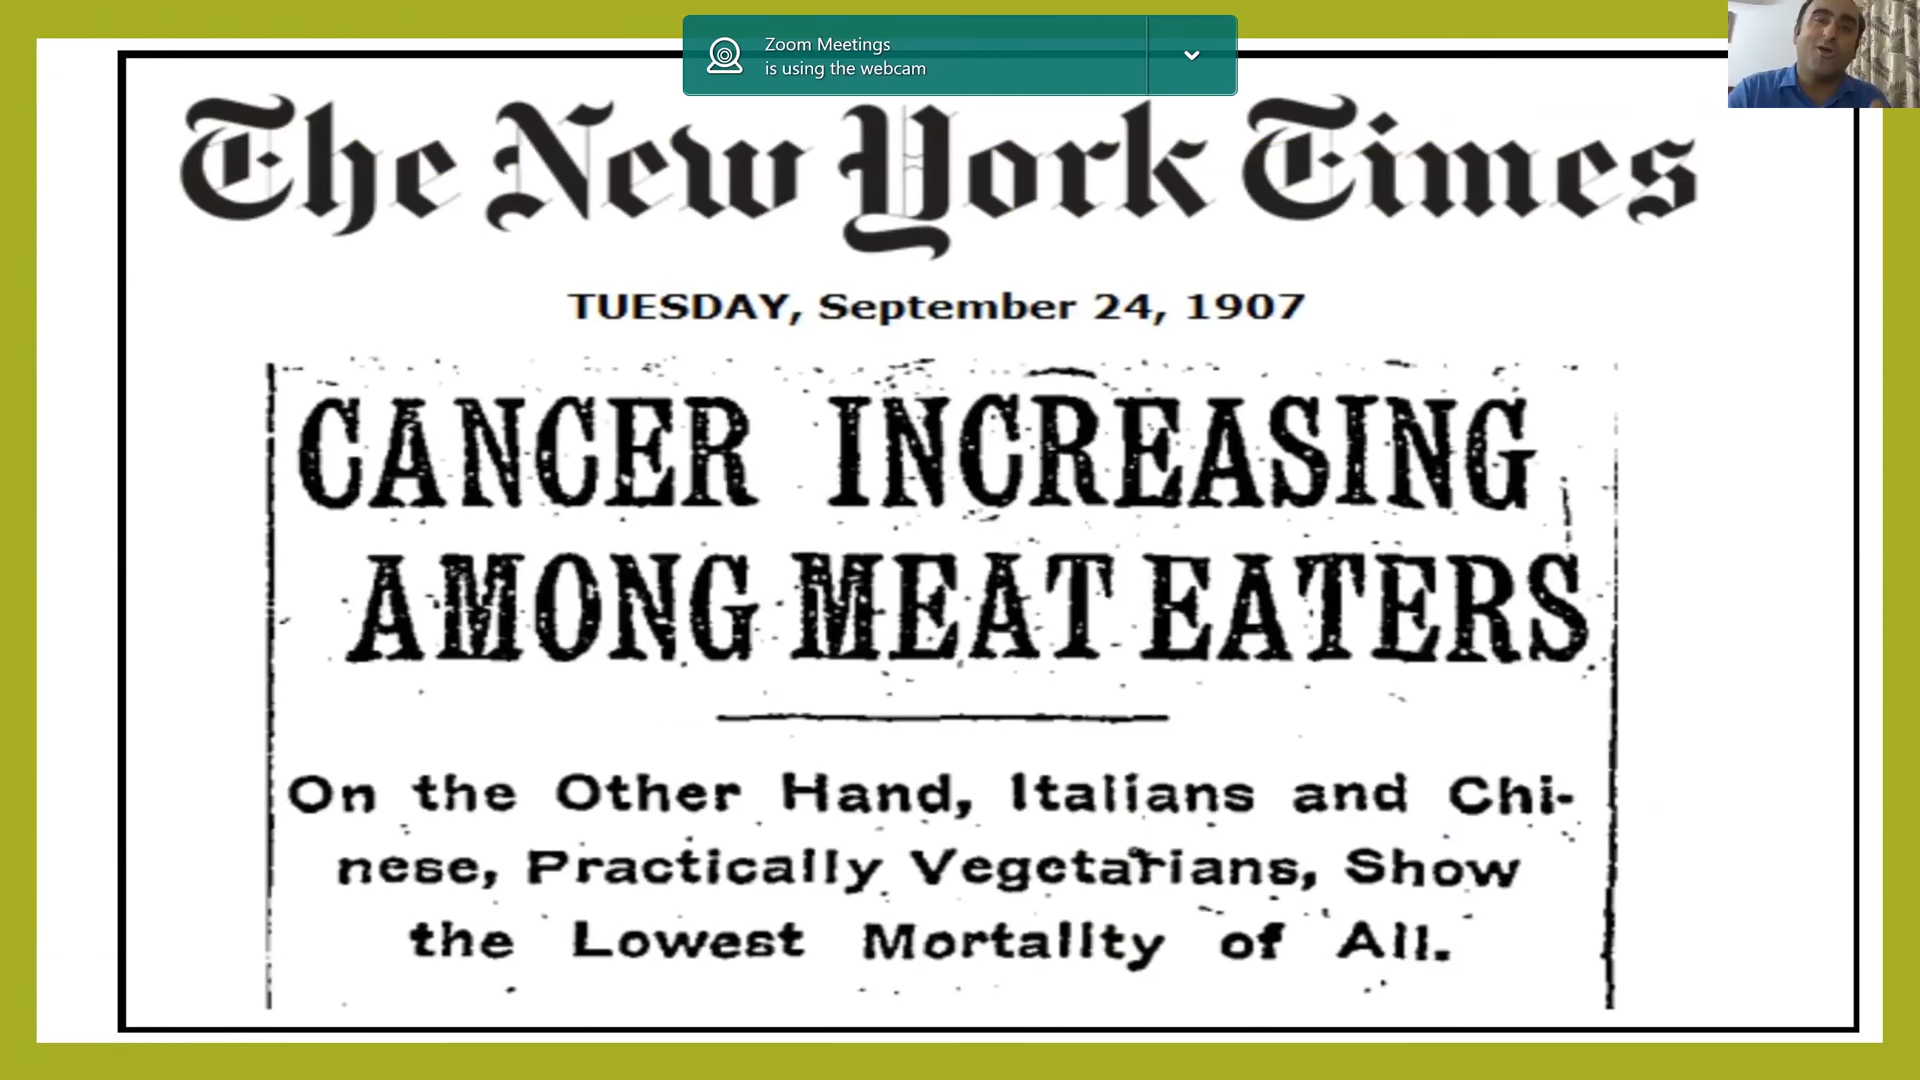 Zoom Meetings
is using the webcam
The New York Times
TUESDAY, September 24, 1907
CANCER INCREASING
AMONG MEAT EATERS
On the Other Hand, Italians and Chi-
nese, Practically Vegetarians, Show
the Lowest Mortality of All.